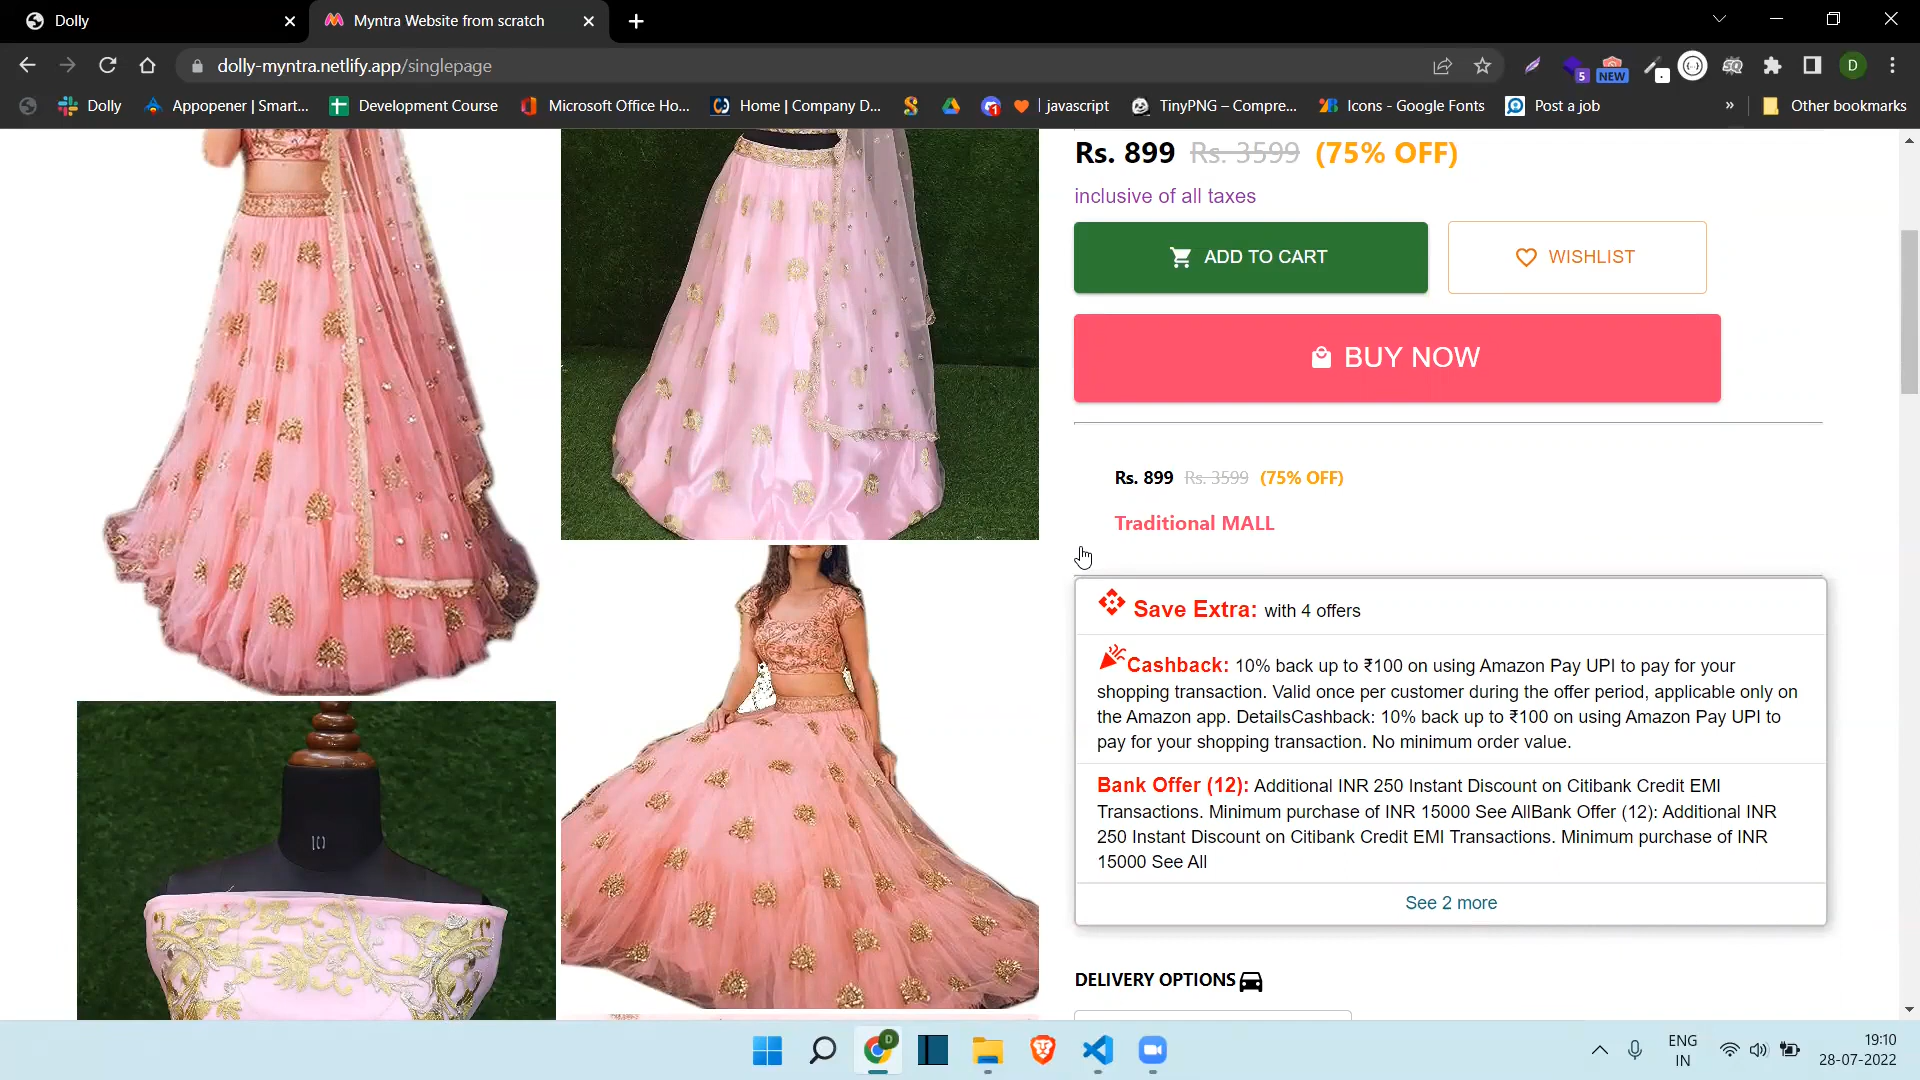 Dolly
Myntra Website from scratch
dolly-myntra.netlify.app/singlepage
5
NEW
D
Dolly
Appopener | Smart...
Development Course
Microsoft Office Ho...
Home | Company D...
| javascript
TinyPNG – Compre...
Icons - Google Fonts
Post a job
»
Other bookmarks
Rs. 899 Rs. 3599 (75% OFF)
inclusive of all taxes
ADD TO CART
WISHLIST
BUY NOW
Rs. 899 Rs. 3599 (75% OFF)
Traditional MALL
Save Extra: with 4 offers
Cashback: 10% back up to ₹100 on using Amazon Pay UPI to pay for your
shopping transaction. Valid once per customer during the offer period, applicable only on
the Amazon app. DetailsCashback: 10% back up to ₹100 on using Amazon Pay UPI to
pay for your shopping transaction. No minimum order value.
Bank Offer (12): Additional INR 250 Instant Discount on Citibank Credit EMI
Transactions. Minimum purchase of INR 15000 See AllBank Offer (12): Additional INR
250 Instant Discount on Citibank Credit EMI Transactions. Minimum purchase of INR
15000 See All
See 2 more
DELIVERY OPTIONS
D
ENG
IN
19:10
28-07-2022